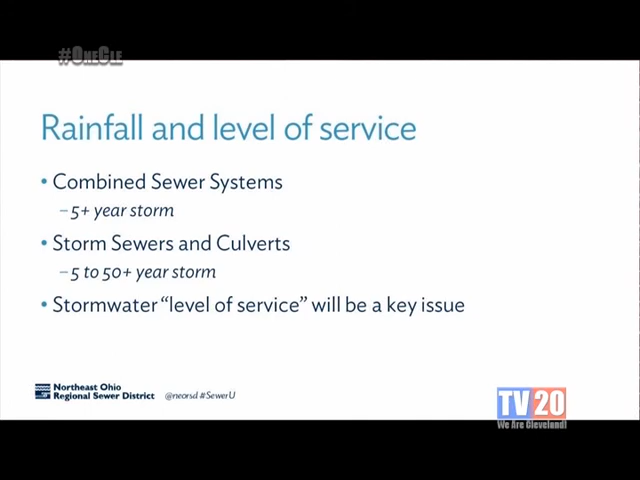 #OneCle
Rainfall and level of service
• Combined Sewer Systems
–5+ year storm
• Storm Sewers and Culverts
–5 to 50+ year storm
• Stormwater “level of service” will be a key issue
Northeast Ohio
Regional Sewer District
@neorsd #SewerU
TV20
We Are Cleveland!